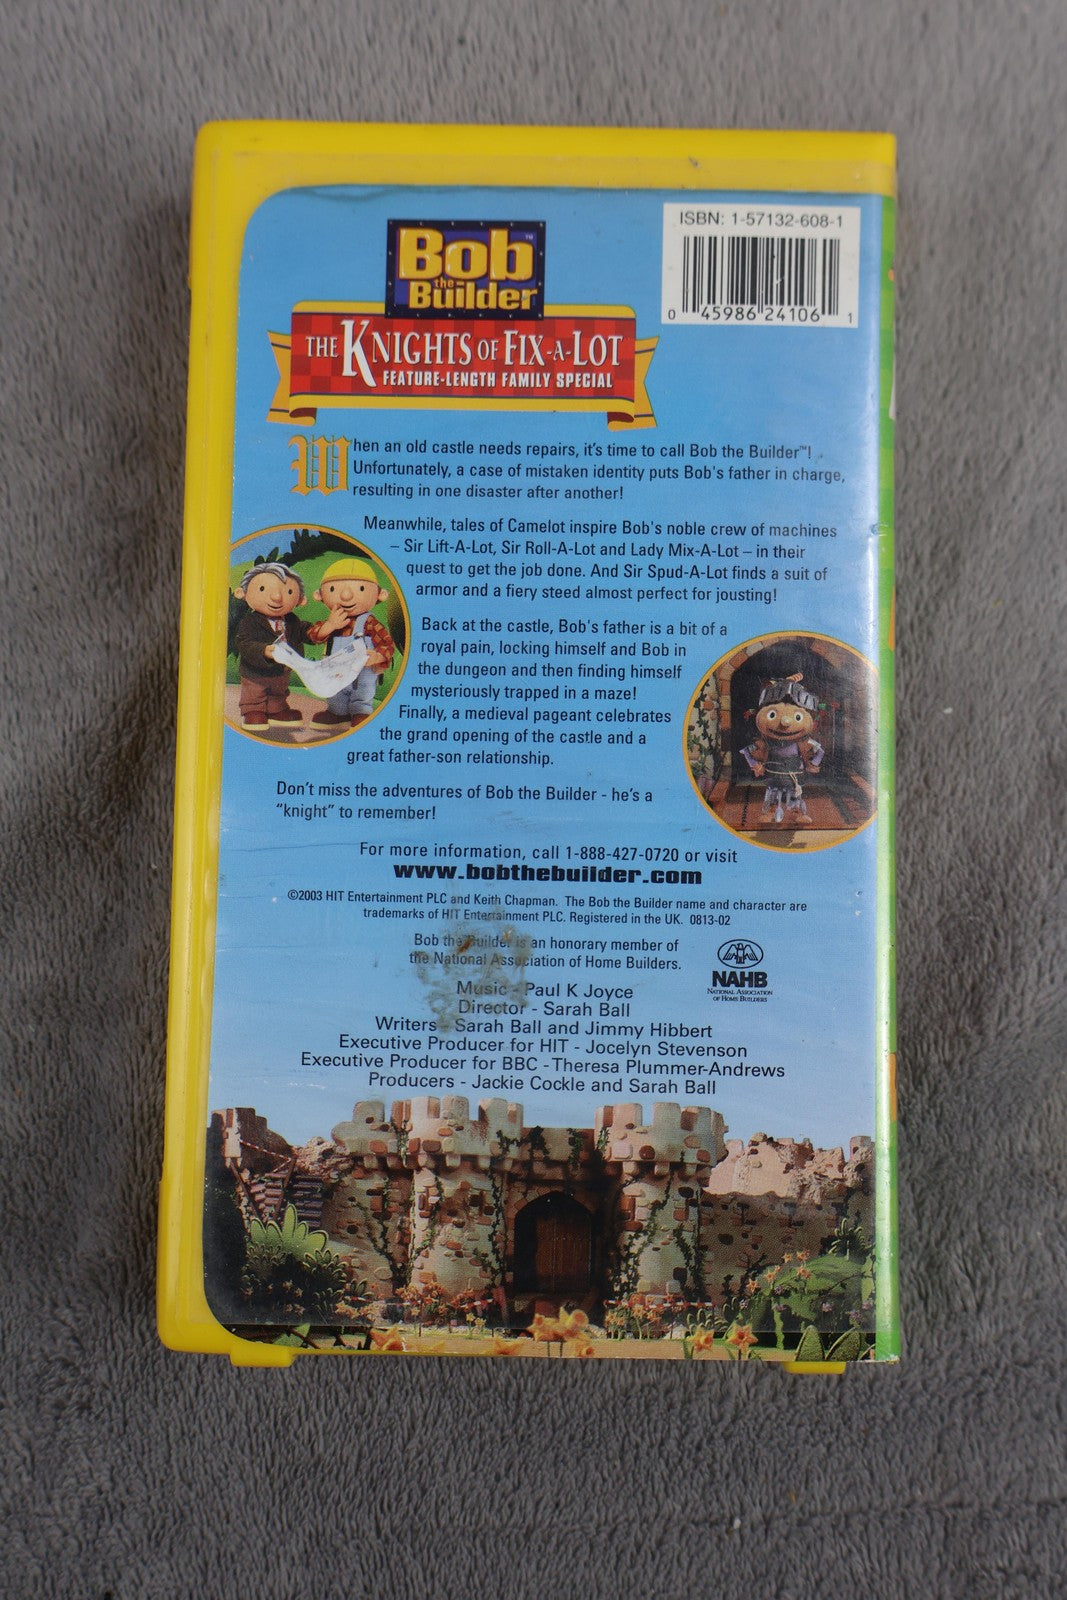 ISBN: 1-57132-608-1
0 45986 24106 1
Bob™
the
Builder
THE KNIGHTS OF FIX-A-LOT
FEATURE-LENGTH FAMILY SPECIAL
When an old castle needs repairs, it's time to call Bob the Builder™!
Unfortunately, a case of mistaken identity puts Bob's father in charge,
resulting in one disaster after another!
Meanwhile, tales of Camelot inspire Bob's noble crew of machines
– Sir Lift-A-Lot, Sir Roll-A-Lot and Lady Mix-A-Lot – in their
quest to get the job done. And Sir Spud-A-Lot finds a suit of
armor and a fiery steed almost perfect for jousting!
Back at the castle, Bob's father is a bit of a
royal pain, locking himself and Bob in
the dungeon and then finding himself
mysteriously trapped in a maze!
Finally, a medieval pageant celebrates
the grand opening of the castle and a
great father-son relationship.
Don't miss the adventures of Bob the Builder - he's a
"knight" to remember!
For more information, call 1-888-427-0720 or visit
www.bobthebuilder.com
©2003 HIT Entertainment PLC and Keith Chapman. The Bob the Builder name and character are
trademarks of HIT Entertainment PLC. Registered in the UK. 0813-02
Bob the Builder is an honorary member of
the National Association of Home Builders.
NAHB
NATIONAL ASSOCIATION
OF HOME BUILDERS
Music - Paul K Joyce
Director - Sarah Ball
Writers - Sarah Ball and Jimmy Hibbert
Executive Producer for HIT - Jocelyn Stevenson
Executive Producer for BBC - Theresa Plummer-Andrews
Producers - Jackie Cockle and Sarah Ball